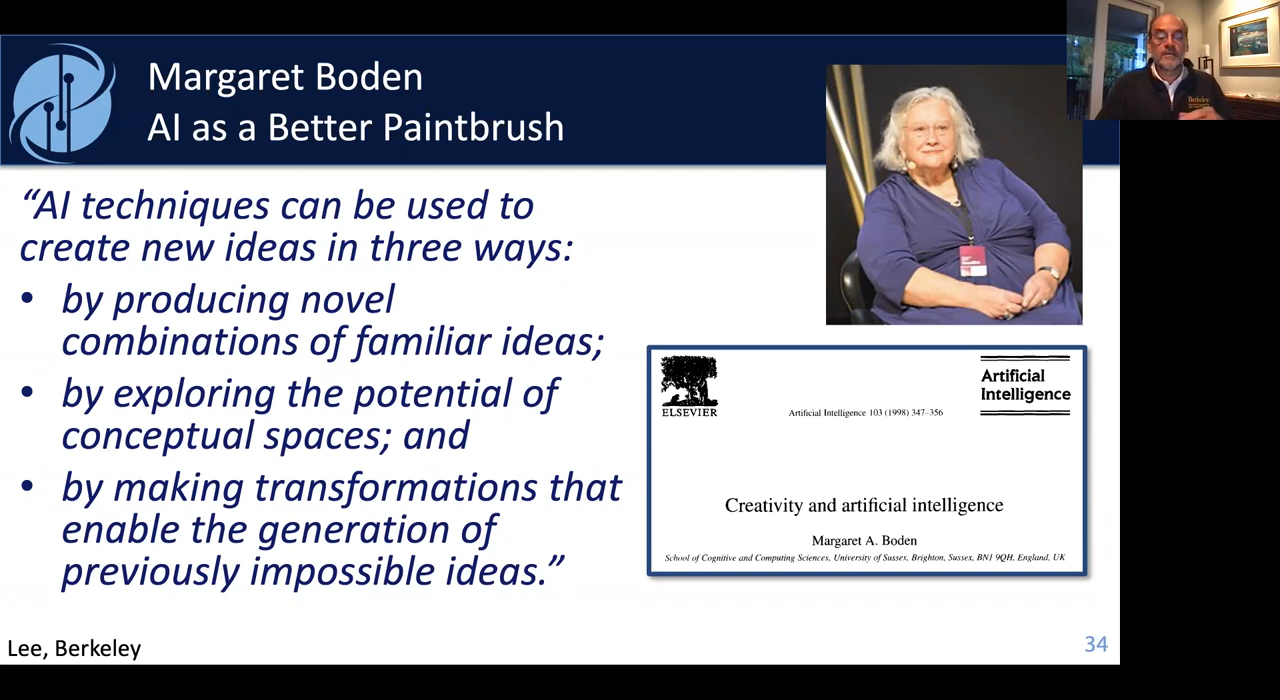 Margaret Boden
AI as a Better Paintbrush
“AI techniques can be used to
create new ideas in three ways:
• by producing novel
combinations of familiar ideas;
• by exploring the potential of
conceptual spaces; and
• by making transformations that
enable the generation of
previously impossible ideas.”
ELSEVIER
Artificial Intelligence 103 (1998) 347–356
Artificial
Intelligence
Creativity and artificial intelligence
Margaret A. Boden
School of Cognitive and Computing Sciences, University of Sussex, Brighton, Sussex, BN1 9QH, England, UK
Lee, Berkeley
34
Berkeley